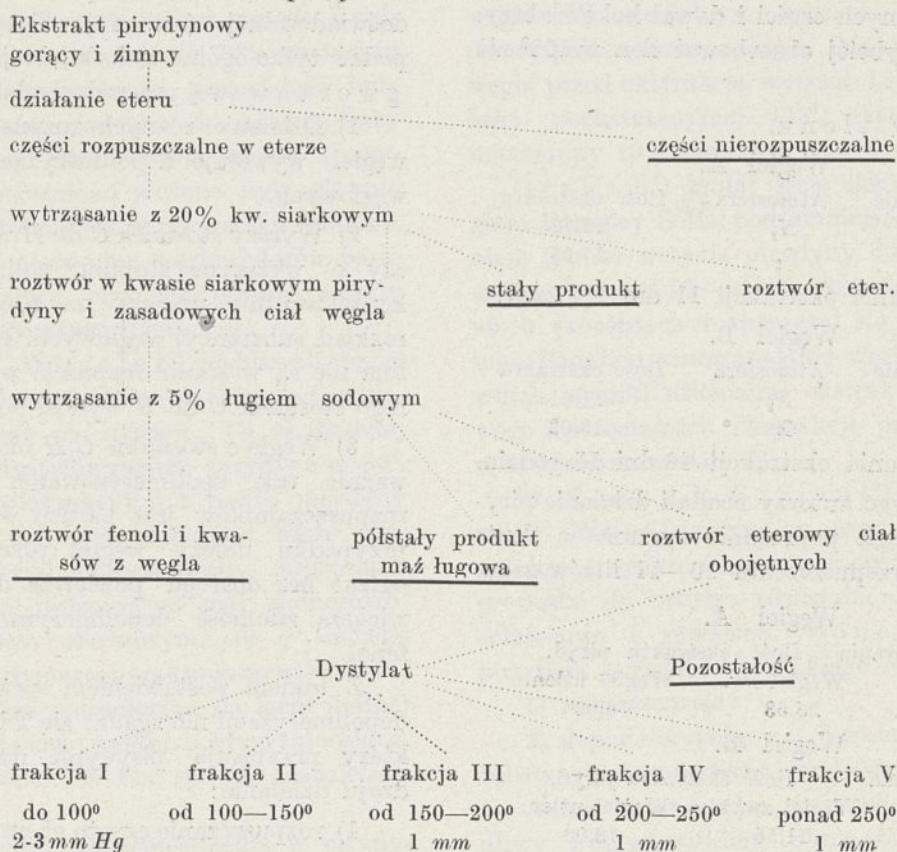 Ekstrakt pirydynowy
gorący i zimny
działanie eteru
części rozpuszczalne w eterze
części nierozpuszczalne
wytrząsanie z 20% kw. siarkowym
roztwór w kwasie siarkowym piry-
dyny i zasadowych ciał węgla
stały produkt
roztwór eter.
wytrząsanie z 5% ługiem sodowym
roztwór fenoli i kwa-
sów z węgla
półstały produkt
maź ługowa
roztwór eterowy ciał
obojętnych
Dystylat
Pozostałość
frakcja I frakcja II frakcja III frakcja IV frakcja V
do 100⁰ od 100—150⁰ od 150—200⁰ od 200—250⁰ ponad 250⁰
2-3 mm Hg 1 mm 1 mm 1 mm